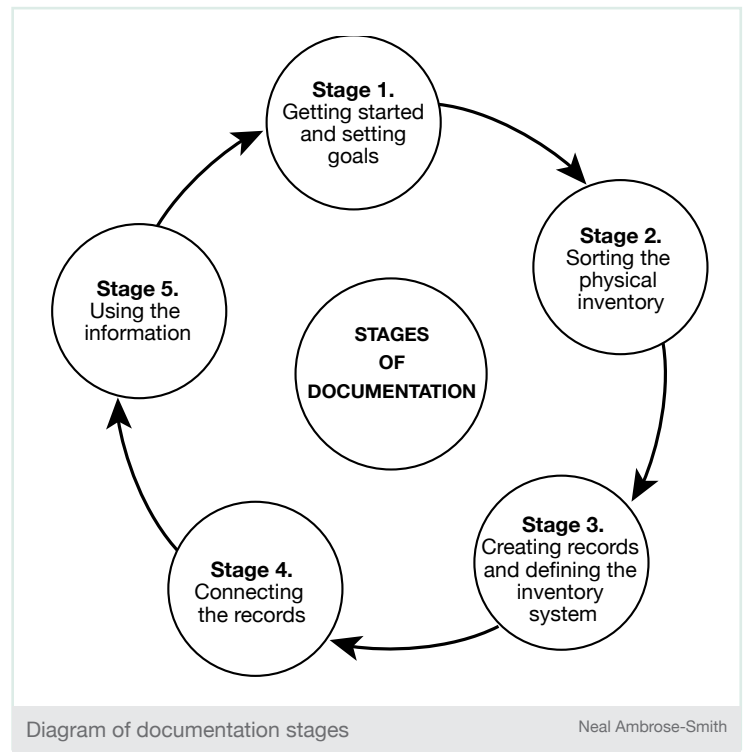 Stage 1.
Getting started
and setting
goals
Stage 2.
Sorting the
physical
inventory
Stage 3.
Creating records
and defining the
inventory
system
Stage 4.
Connecting
the records
Stage 5.
Using the
information
STAGES
OF
DOCUMENTATION
Diagram of documentation stages
Neal Ambrose-Smith